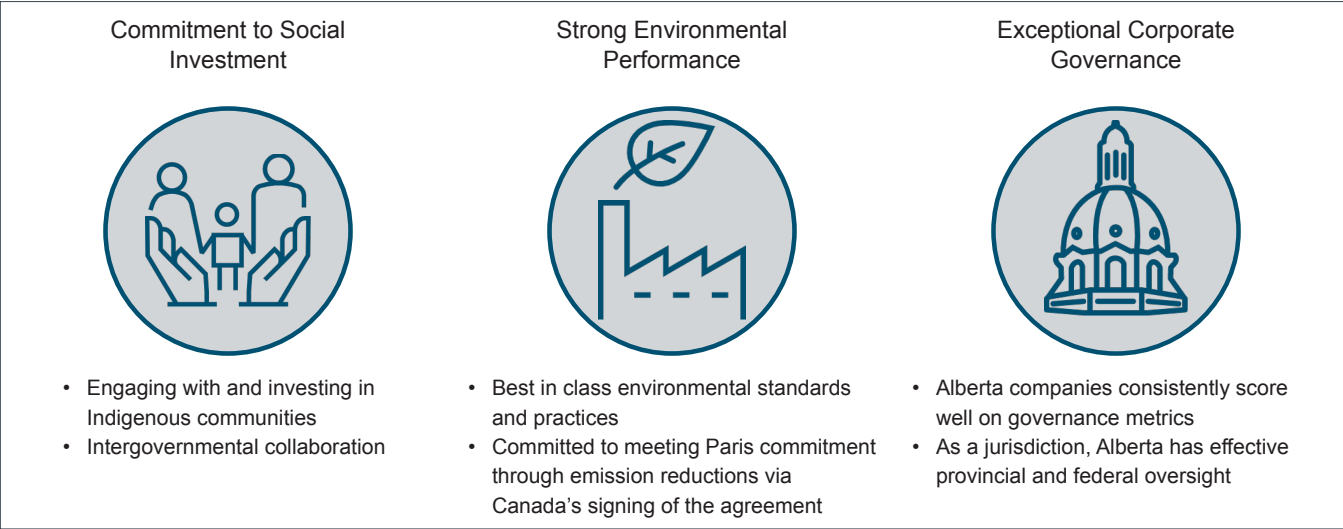 Commitment to Social
Investment
• Engaging with and investing in
Indigenous communities
• Intergovernmental collaboration
Strong Environmental
Performance
• Best in class environmental standards
and practices
• Committed to meeting Paris commitment
through emission reductions via
Canada’s signing of the agreement
Exceptional Corporate
Governance
• Alberta companies consistently score
well on governance metrics
• As a jurisdiction, Alberta has effective
provincial and federal oversight